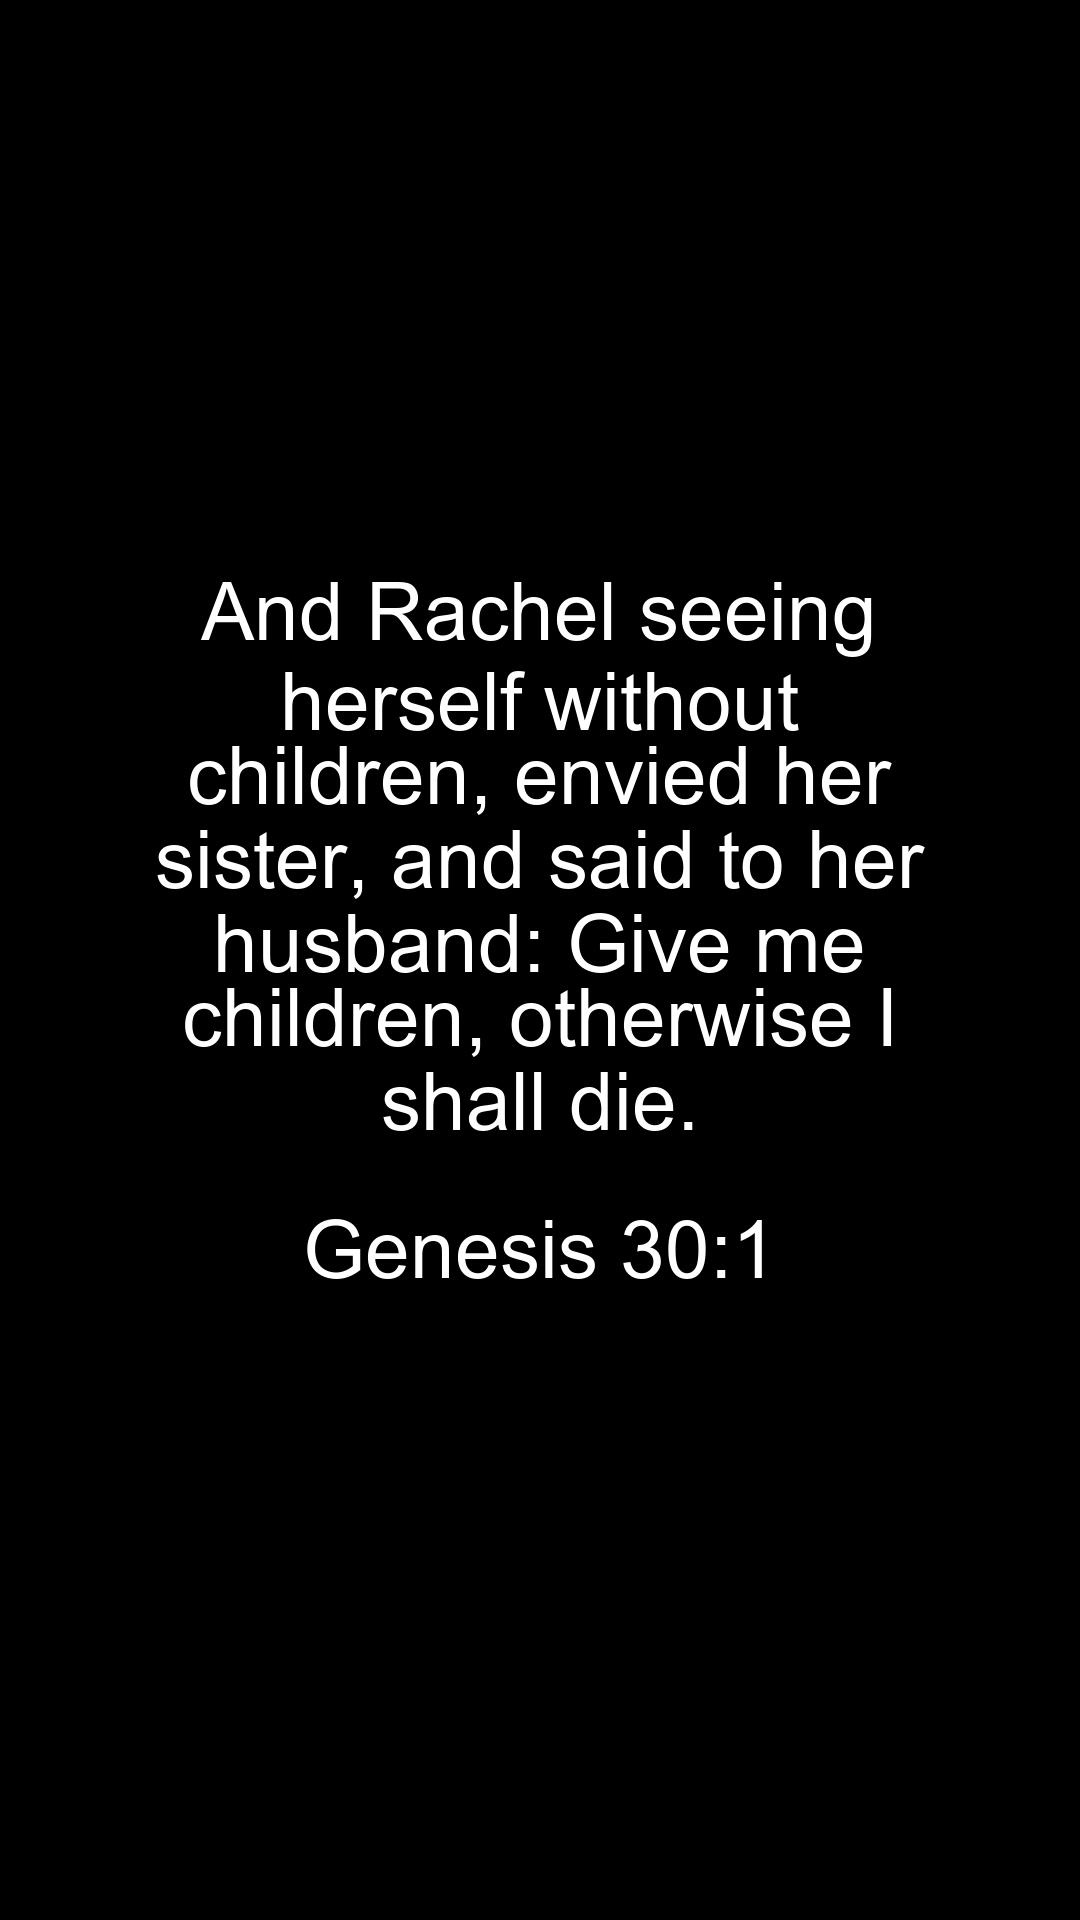 And Rachel seeing
herself without
children, envied her
sister, and said to her
husband: Give me
children, otherwise I
shall die.
Genesis 30:1